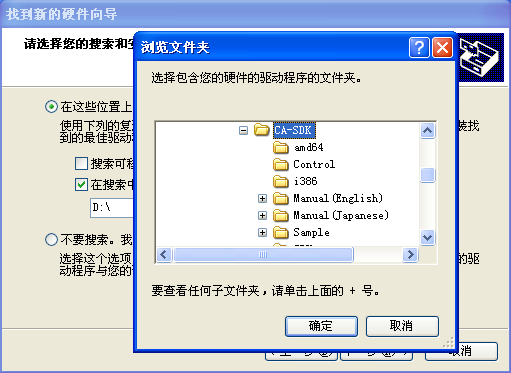 找到新的硬件向导
请选择您的搜索和
浏览文件夹
选择包含您的硬件的驱动程序的文件夹。
在这些位置上
使用下列的复
装找
到的最佳驱动
搜索可移
在搜索中
D:\
不要搜索。我
选择这个选项
的驱
动程序与您的
CA-SDK
amd64
Control
i386
Manual(English)
Manual(Japanese)
Sample
要查看任何子文件夹，请单击上面的 + 号。
确定
取消
取消